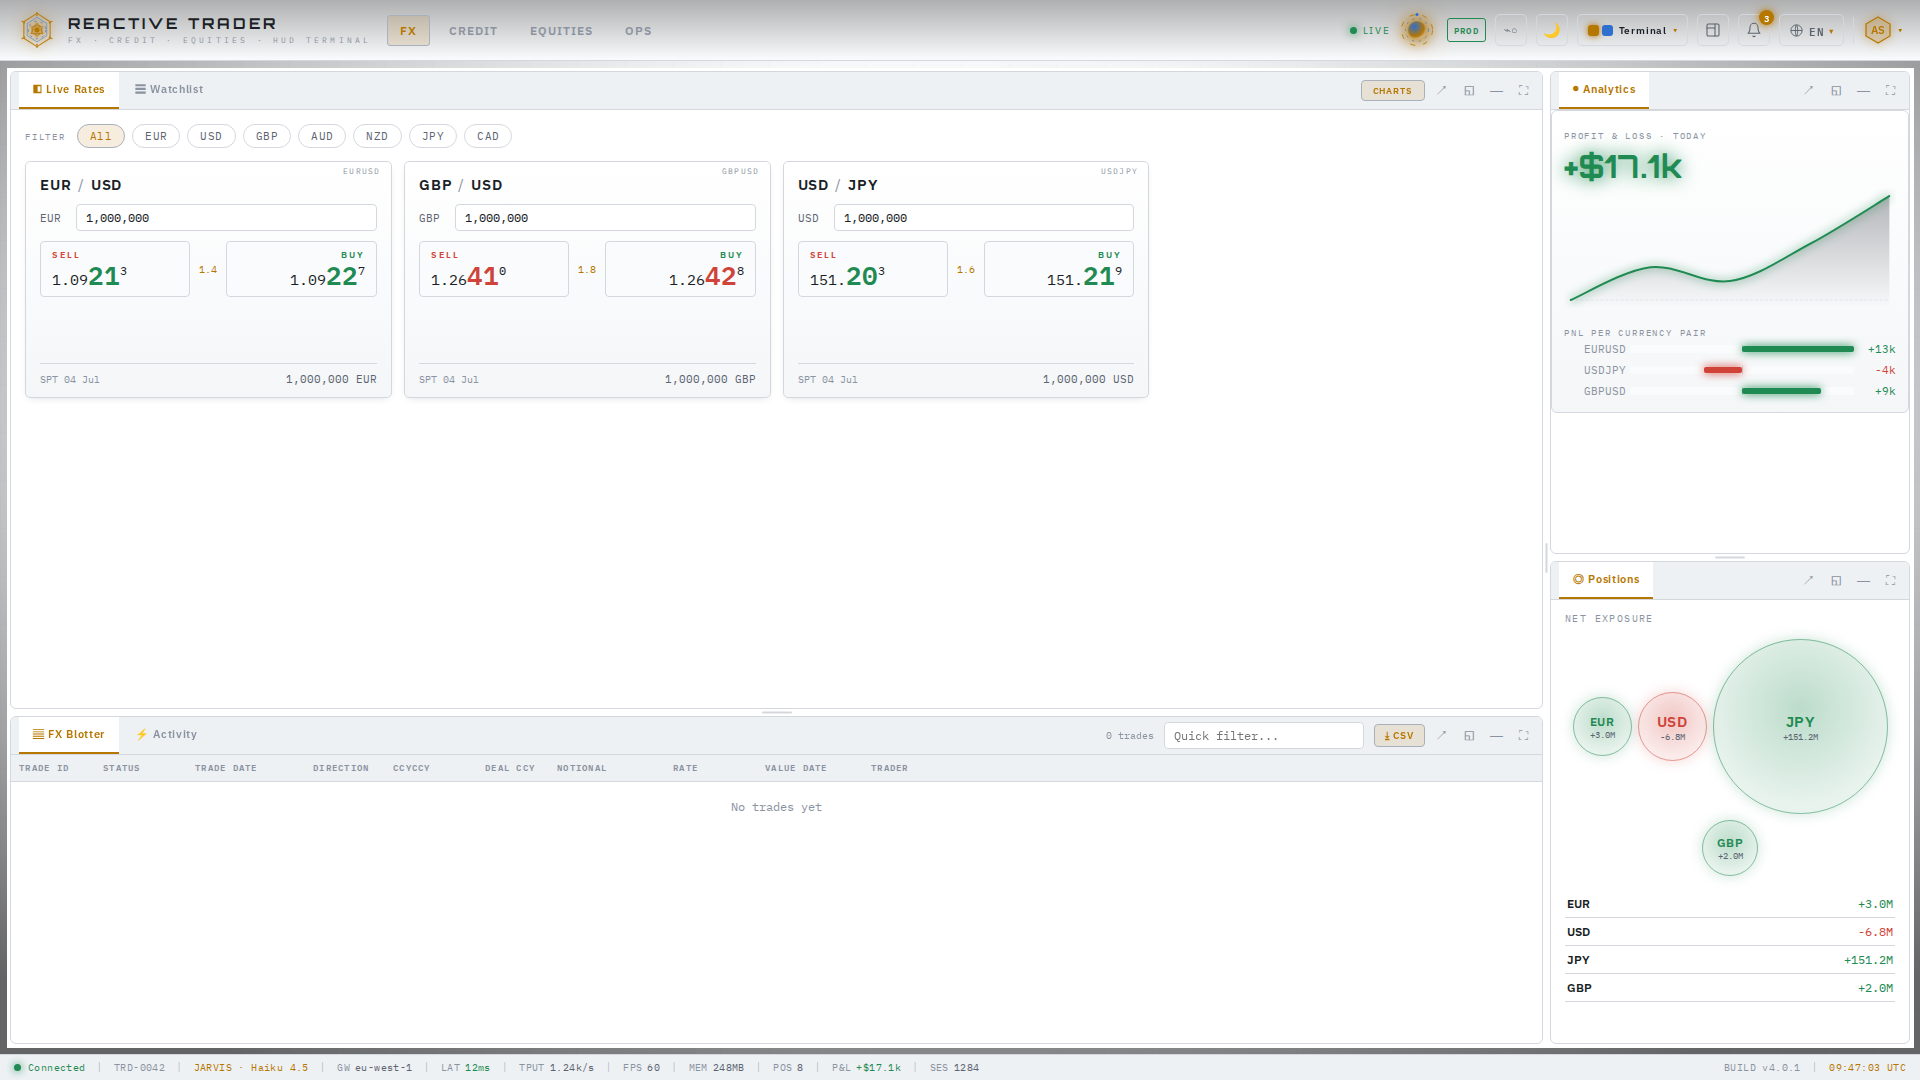 REACTIVE TRADER
FX · CREDIT · EQUITIES · HUD TERMINAL
FX CREDIT EQUITIES OPS
LIVE PROD Terminal 3 EN AS
Live Rates Watchlist CHARTS
FILTER All EUR USD GBP AUD NZD JPY CAD
EURUSD
EUR / USD
EUR 1,000,000
SELL BUY
1.09213 1.4 1.09227
SPT 04 Jul 1,000,000 EUR
GBPUSD
GBP / USD
GBP 1,000,000
SELL BUY
1.26410 1.8 1.26428
SPT 04 Jul 1,000,000 GBP
USDJPY
USD / JPY
USD 1,000,000
SELL BUY
151.203 1.6 151.219
SPT 04 Jul 1,000,000 USD
Analytics
PROFIT & LOSS · TODAY
+$17.1k
PNL PER CURRENCY PAIR
EURUSD +13k
USDJPY -4k
GBPUSD +9k
Positions
NET EXPOSURE
EUR
+3.0M
USD
-6.8M
JPY
+151.2M
GBP
+2.0M
EUR +3.0M
USD -6.8M
JPY +151.2M
GBP +2.0M
FX Blotter Activity 0 trades Quick filter... CSV
TRADE ID STATUS TRADE DATE DIRECTION CCYCCY DEAL CCY NOTIONAL RATE VALUE DATE TRADER
No trades yet
Connected | TRD-0042 | JARVIS · Haiku 4.5 | GW eu-west-1 | LAT 12ms | TPUT 1.24k/s | FPS 60 | MEM 248MB | POS 8 | P&L +$17.1k | SES 1284 BUILD v4.0.1 | 09:47:03 UTC